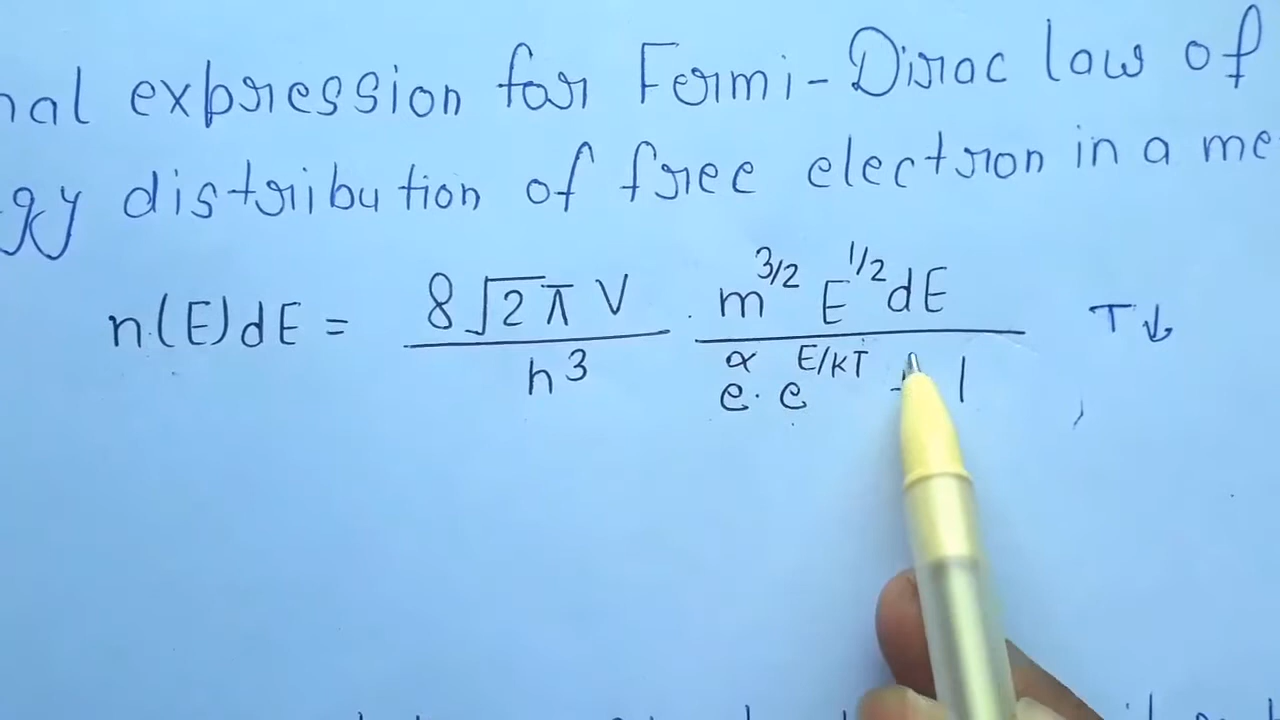 nal expression for Fermi-Dirac law of
gy distribution of free electron in a me
n(E)dE = 8√2πV / h³ · m^3/2 E^1/2 dE / e^α · e^E/kT + 1 T↓